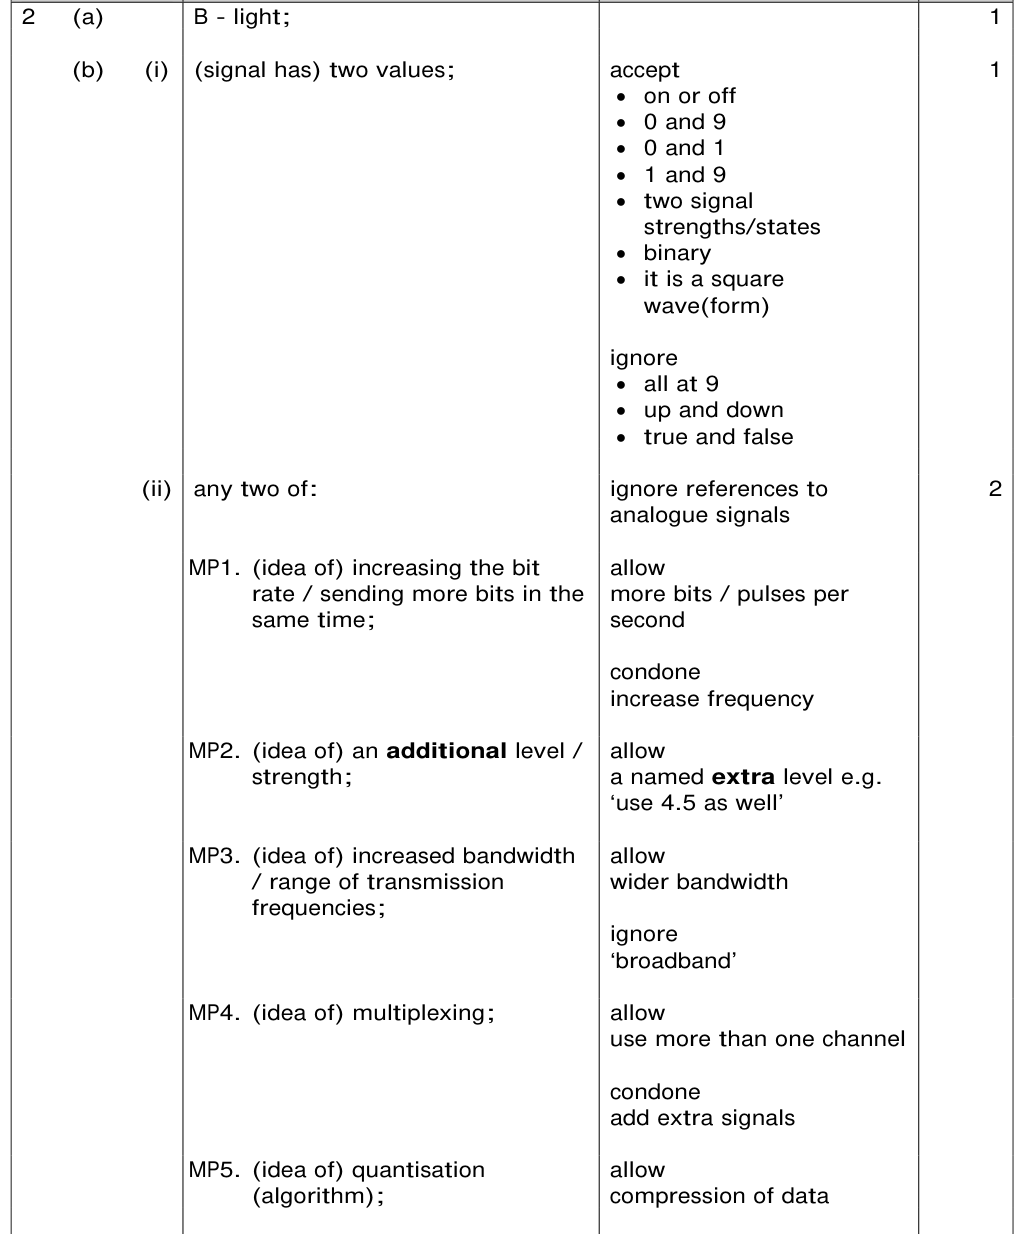 2 (a) B - light; 1
(b) (i) (signal has) two values; accept 1
• on or off
• 0 and 9
• 0 and 1
• 1 and 9
• two signal
strengths/states
• binary
• it is a square
wave(form)
ignore
• all at 9
• up and down
• true and false
(ii) any two of: ignore references to 2
analogue signals
MP1. (idea of) increasing the bit allow
rate / sending more bits in the more bits / pulses per
same time; second
condone
increase frequency
MP2. (idea of) an additional level / allow
strength; a named extra level e.g.
‘use 4.5 as well’
MP3. (idea of) increased bandwidth allow
/ range of transmission wider bandwidth
frequencies;
ignore
‘broadband’
MP4. (idea of) multiplexing; allow
use more than one channel
condone
add extra signals
MP5. (idea of) quantisation allow
(algorithm); compression of data